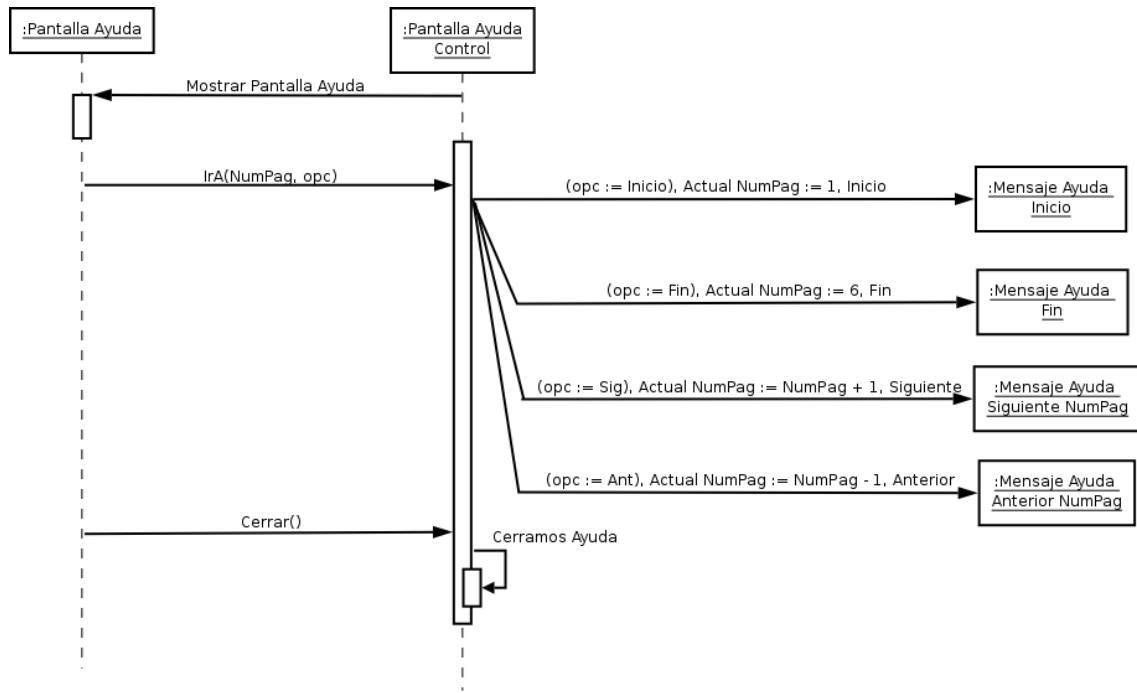 :Pantalla Ayuda
:Pantalla Ayuda
Control
Mostrar Pantalla Ayuda
IrA(NumPag, opc)
(opc := Inicio), Actual NumPag := 1, Inicio
:Mensaje Ayuda
Inicio
(opc := Fin), Actual NumPag := 6, Fin
:Mensaje Ayuda
Fin
(opc := Sig), Actual NumPag := NumPag + 1, Siguiente
:Mensaje Ayuda
Siguiente NumPag
(opc := Ant), Actual NumPag := NumPag - 1, Anterior
:Mensaje Ayuda
Anterior NumPag
Cerrar()
Cerramos Ayuda